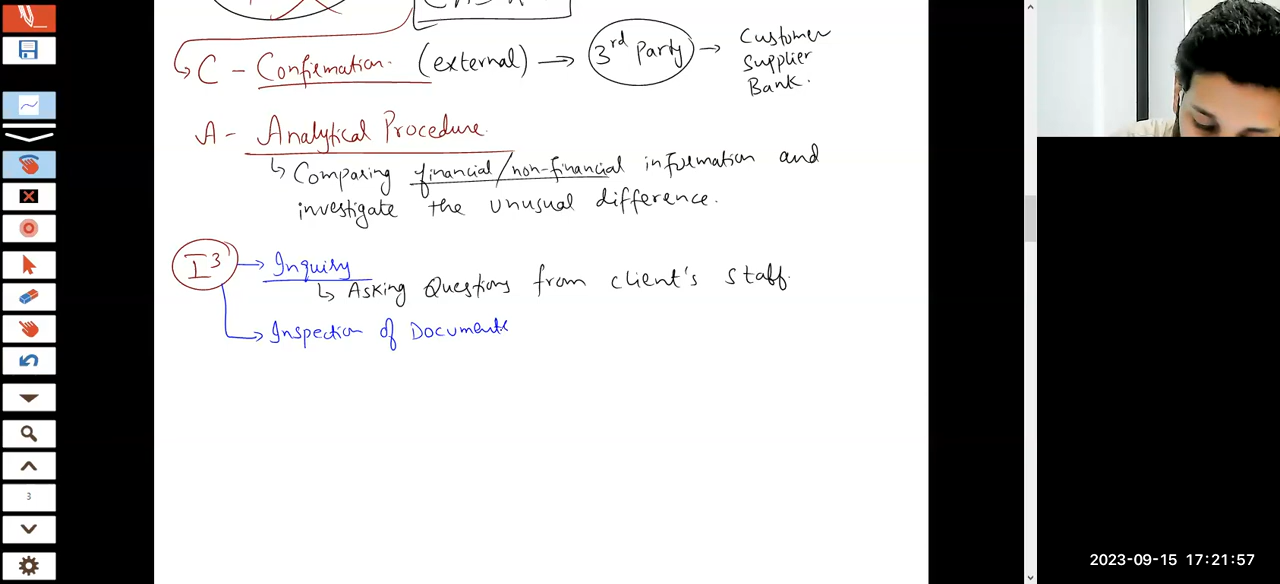 C - Confirmation. (external) → 3rd Party → Customer
Supplier
Bank.
A - Analytical Procedure.
↳ Comparing financial/non-financial information and
investigate the unusual difference.
I3 → Inquiry
↳ Asking Questions from client's staff.
→ Inspection of Documents
3
2023-09-15 17:21:57